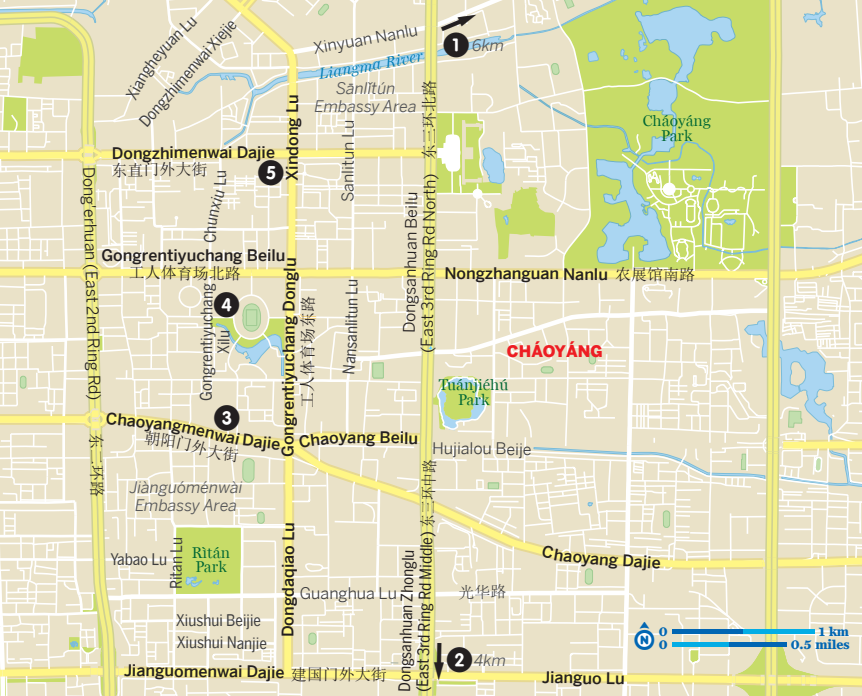 Xiangheyuan Lu
Dongzhimenwai Xiejie
Xinyuan Nanlu
1
6km
Liangma River
Sānlǐtún
Embassy Area
东三环北路
Cháoyáng
Park
Dongzhimenwai Dajie
东直门外大街
5
Xindong Lu
Sanlitun Lu
Chunxiu Lu
Dong'erhuan (East 2nd Ring Rd)
东二环路
Dongsanhuan Beilu
(East 3rd Ring Rd North)
Gongrentiyuchang Beilu
工人体育场北路
Nongzhanguan Nanlu 农展馆南路
4
Gongrentiyuchang
Xilu
Gongrentiyuchang Donglu
工人体育场东路
Nansanlitun Lu
CHÁOYÁNG
Tuánjiéhú
Park
3
Chaoyangmenwai Dajie
朝阳门外大街
Chaoyang Beilu
Hujialou Beije
东三环中路
Jiànguóménwài
Embassy Area
Yabao Lu
Ritan Lu
Rìtán
Park
Dongdaqiao Lu
Chaoyang Dajie
Guanghua Lu
光华路
Dongsanhuan Zhonglu
(East 3rd Ring Rd Middle)
Xiushui Beijie
Xiushui Nanjie
N
0 1 km
0 0.5 miles
2
4km
Jianguomenwai Dajie 建国门外大街
Jianguo Lu